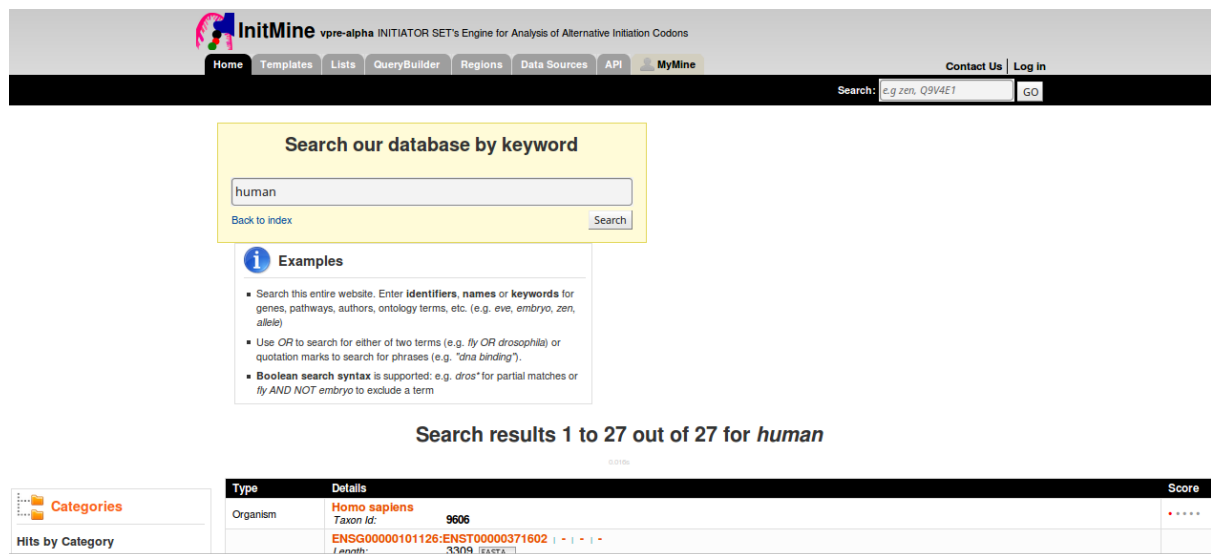 InitMine vpre-alpha INITIATOR SET's Engine for Analysis of Alternative Initiation Codons
Home Templates Lists QueryBuilder Regions Data Sources API MyMine Contact Us | Log in
Search: e.g zen, Q9V4E1 GO
Search our database by keyword
human
Back to index Search
Examples
Search this entire website. Enter identifiers, names or keywords for
genes, pathways, authors, ontology terms, etc. (e.g. eve, embryo, zen,
allele)
Use OR to search for either of two terms (e.g. fly OR drosophila) or
quotation marks to search for phrases (e.g. "dna binding").
Boolean search syntax is supported: e.g. dros* for partial matches or
fly AND NOT embryo to exclude a term
Search results 1 to 27 out of 27 for human
Categories
Hits by Category
Type Details Score
Organism Homo sapiens
Taxon Id: 9606
ENSG00000101126:ENST00000371602 | - | - | -
Length: 3309 FASTA